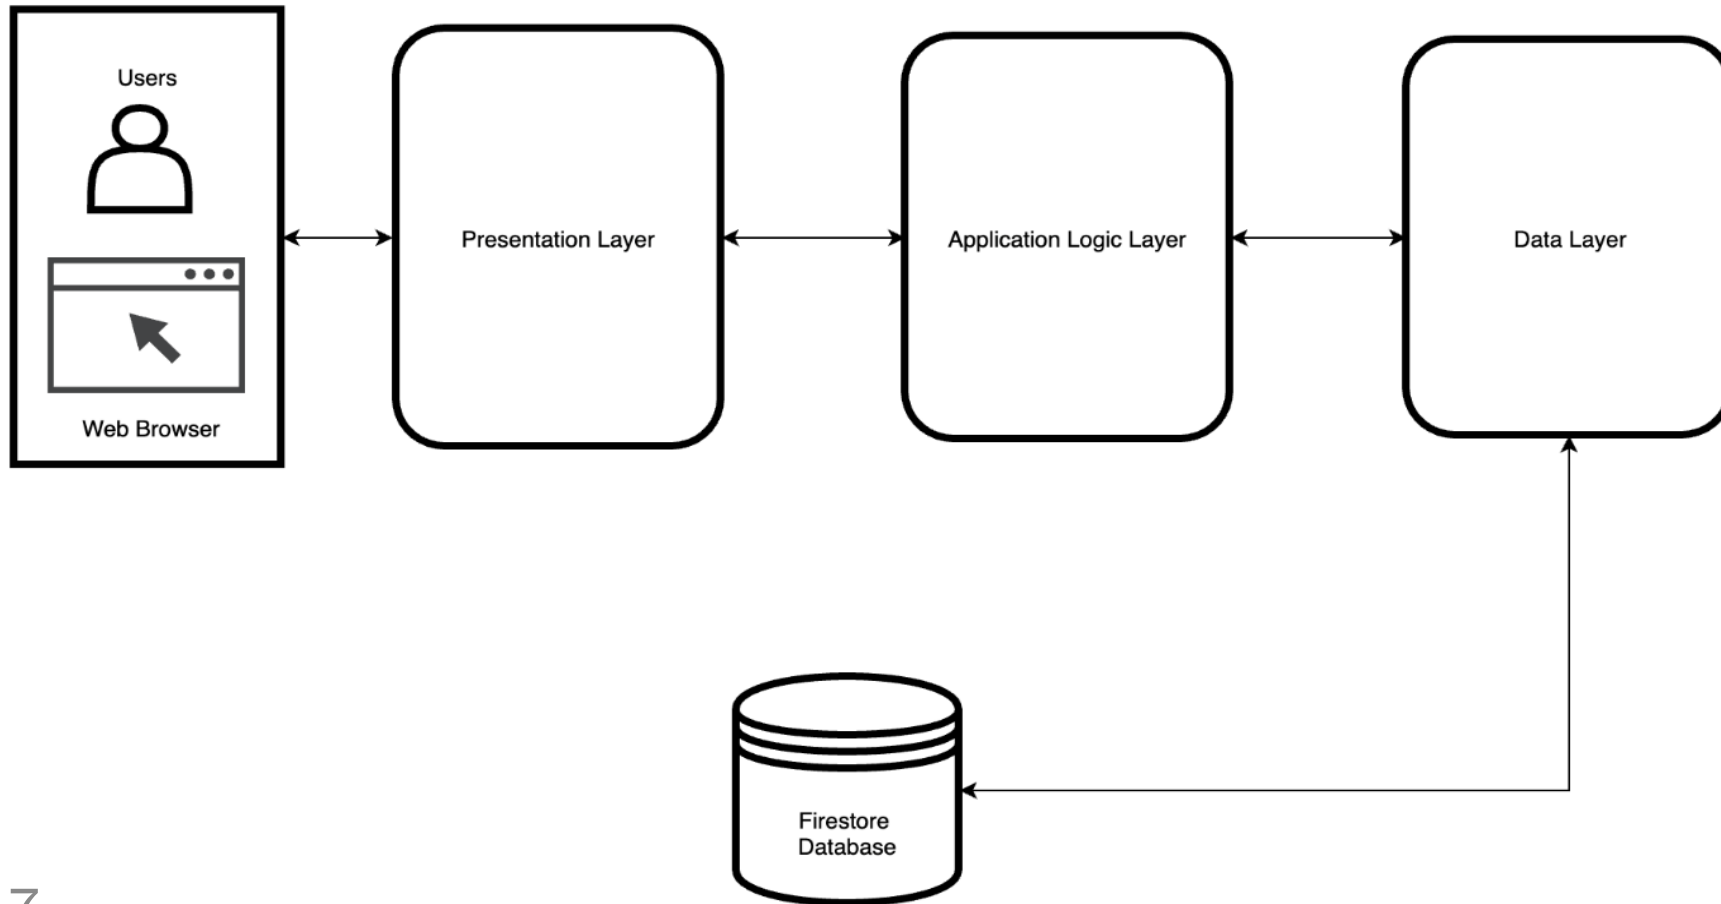 Users
Web Browser
Presentation Layer
Application Logic Layer
Data Layer
Firestore
Database